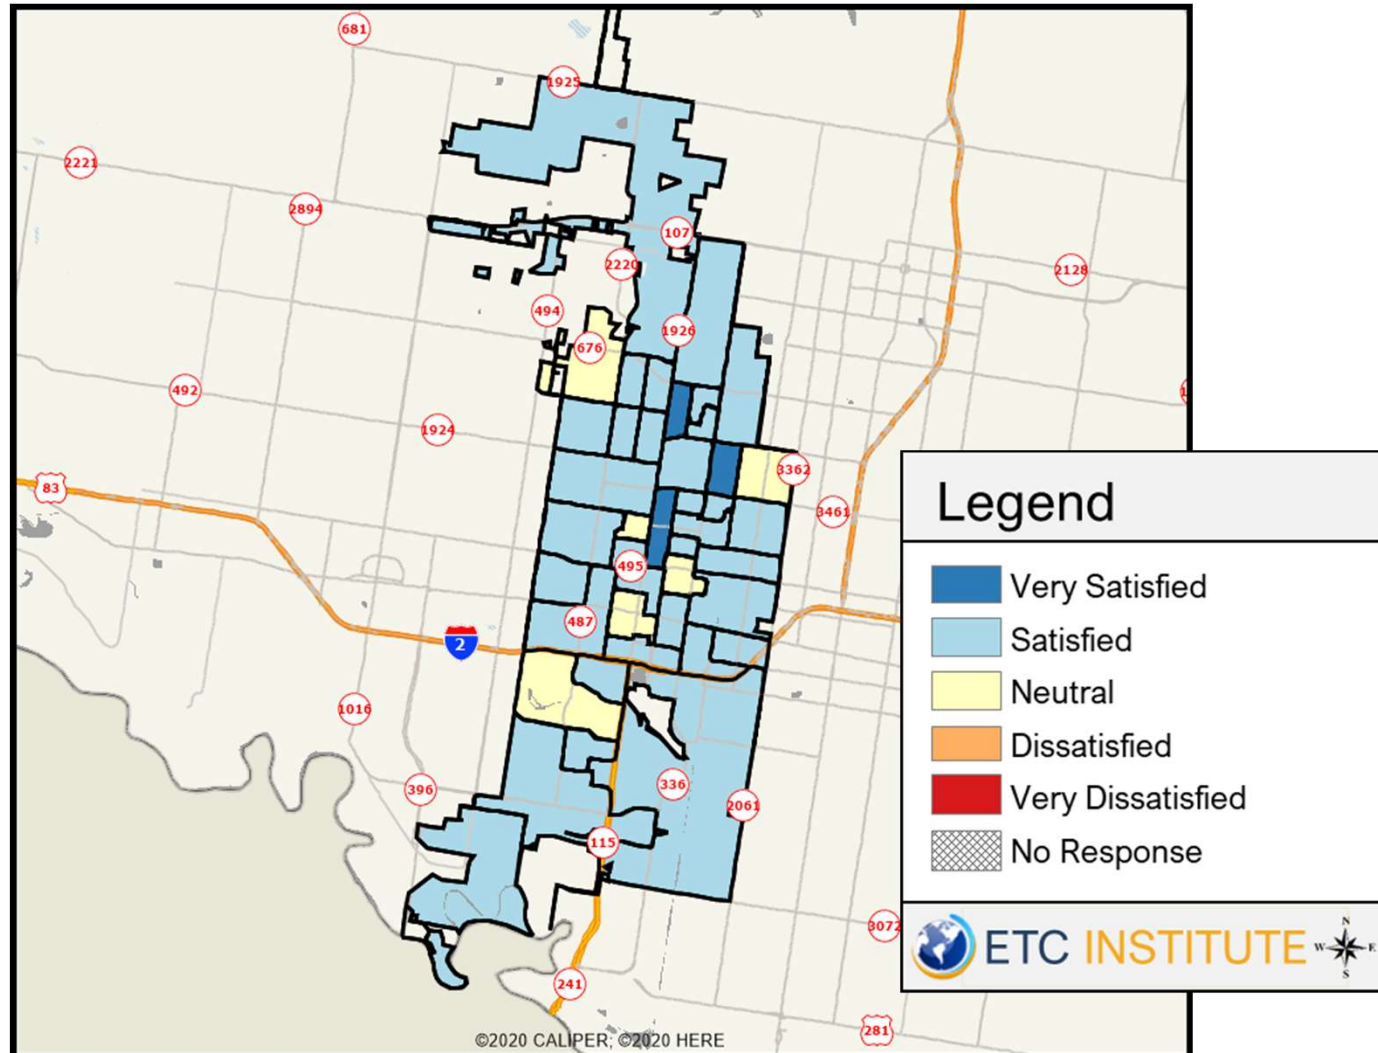 681
1925
2221
2894
107
2220
2128
494
1926
676
492
1924
3362
83
3461
495
487
2
1016
336
396
2061
115
3072
241
281
Legend
Very Satisfied
Satisfied
Neutral
Dissatisfied
Very Dissatisfied
No Response
ETC INSTITUTE
N
W E
S
©2020 CALIPER; ©2020 HERE